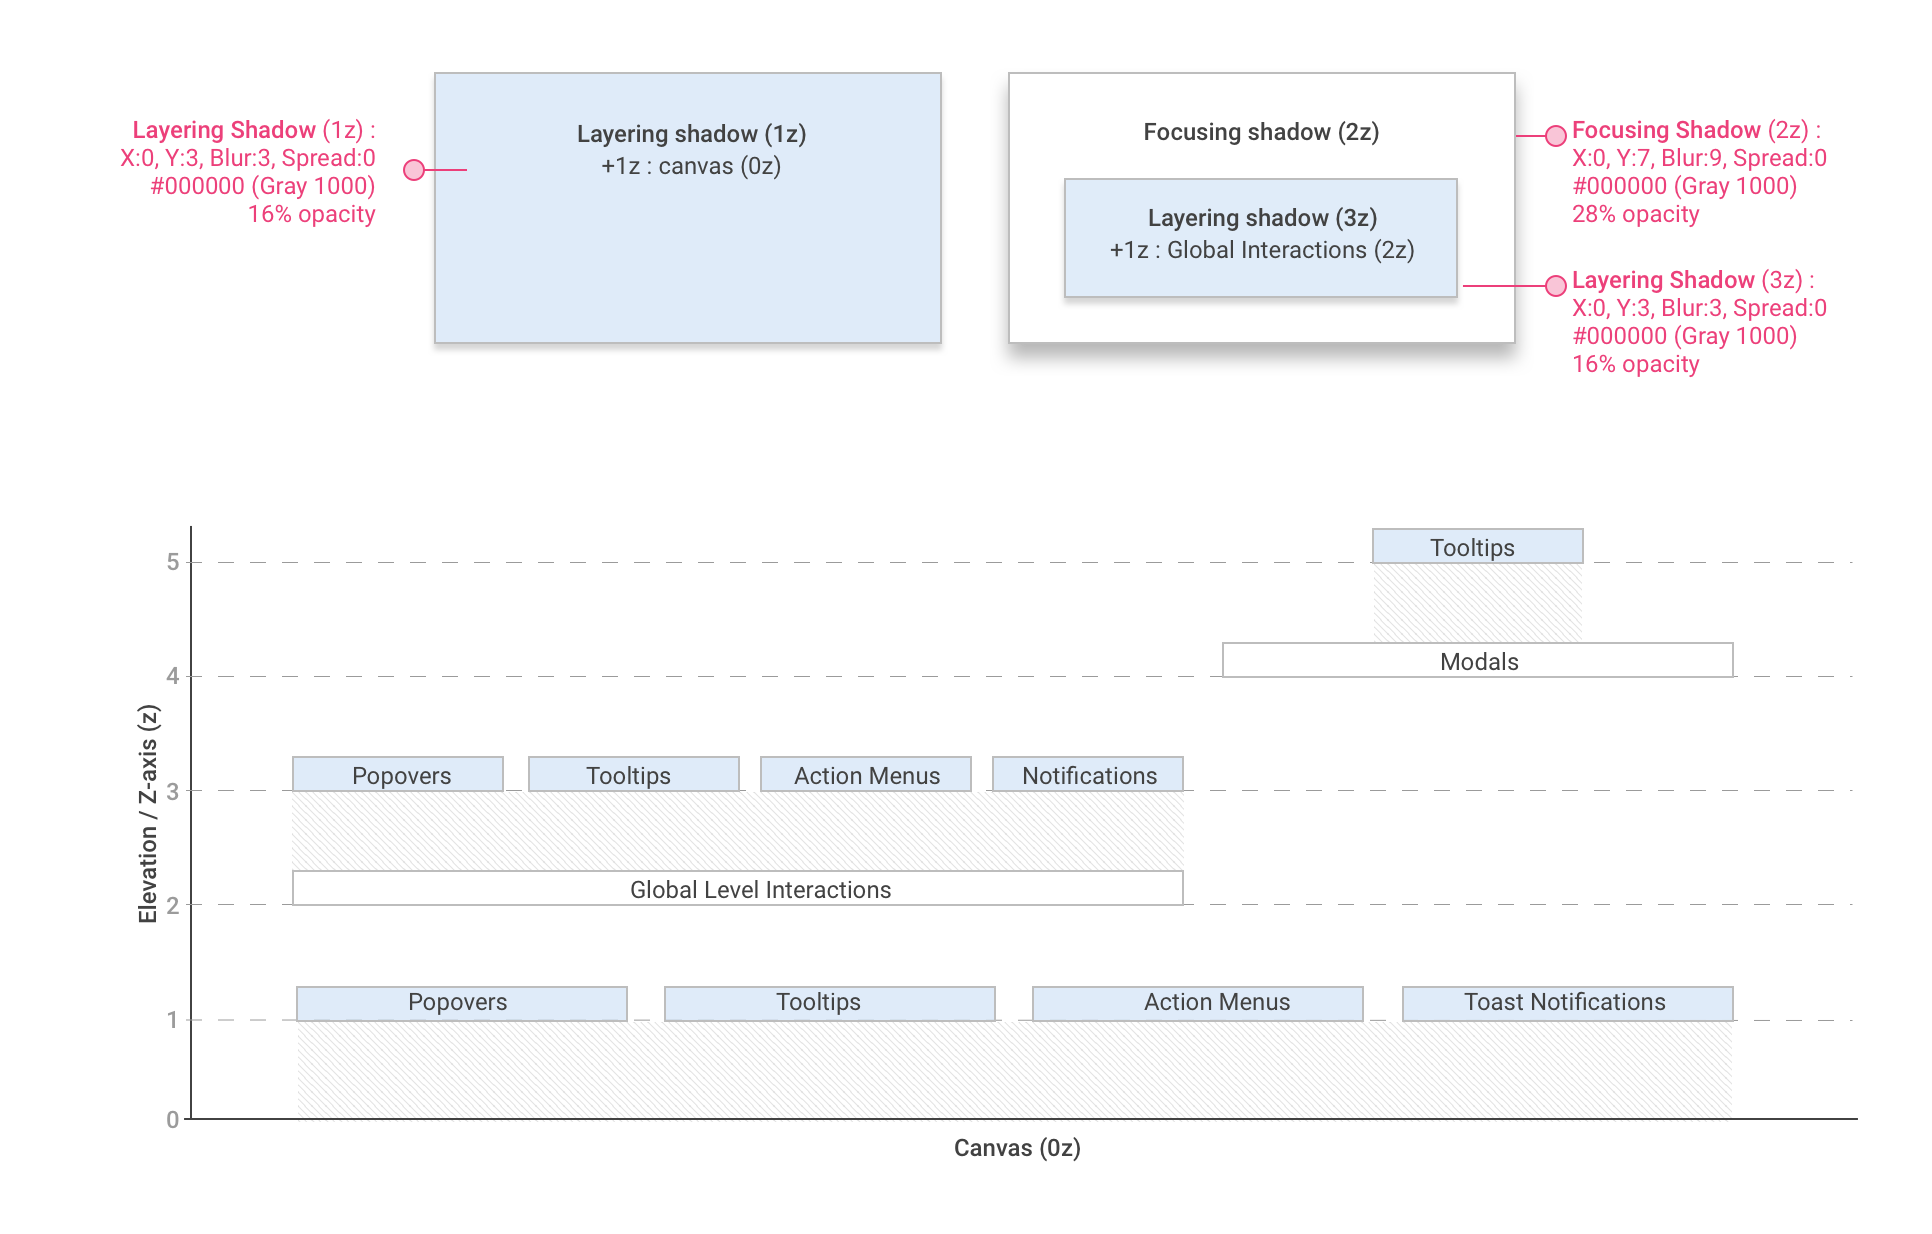 Layering Shadow (1z) :
X:0, Y:3, Blur:3, Spread:0
#000000 (Gray 1000)
16% opacity
Layering shadow (1z)
+1z : canvas (0z)
Focusing shadow (2z)
Layering shadow (3z)
+1z : Global Interactions (2z)
Focusing Shadow (2z) :
X:0, Y:7, Blur:9, Spread:0
#000000 (Gray 1000)
28% opacity
Layering Shadow (3z) :
X:0, Y:3, Blur:3, Spread:0
#000000 (Gray 1000)
16% opacity
Elevation / Z-axis (z)
5
Tooltips
4
Modals
3
Popovers
Tooltips
Action Menus
Notifications
2
Global Level Interactions
1
Popovers
Tooltips
Action Menus
Toast Notifications
0
Canvas (0z)